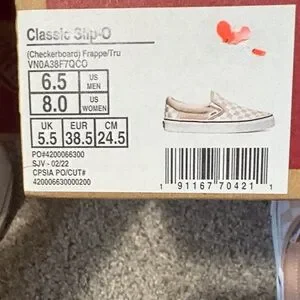 Classic Slip-O
(Checkerboard) Frappe/Tru
VN0A38F7QCG
6.5 US MEN
8.0 US WOMEN
UK EUR CM
5.5 38.5 24.5
PO#4200066300
SJV - 02/22
CPSIA PO/CUT#
420006630000200
1 91167 70421 1